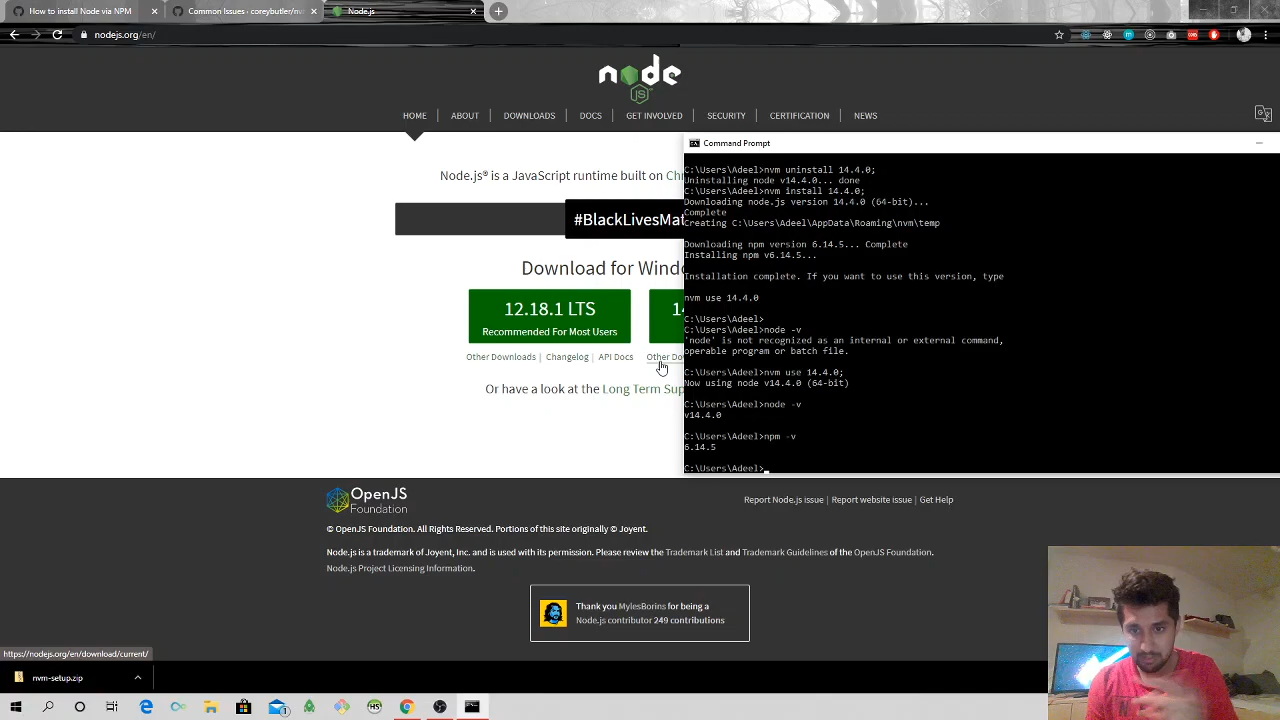 How to Install Node via NPM
Common Issues · coreybutler/nv
Node.js
nodejs.org/en/
node
JS
HOME
ABOUT
DOWNLOADS
DOCS
GET INVOLVED
SECURITY
CERTIFICATION
NEWS
Node.js® is a JavaScript runtime built on Ch
#BlackLivesMat
Download for Wind
12.18.1 LTS
Recommended For Most Users
Other Downloads | Changelog | API Docs
Other Do
Or have a look at the Long Term Sup
Command Prompt
C:\Users\Adeel>nvm uninstall 14.4.0;
Uninstalling node v14.4.0... done
C:\Users\Adeel>nvm install 14.4.0;
Downloading node.js version 14.4.0 (64-bit)...
Complete
Creating C:\Users\Adeel\AppData\Roaming\nvm\temp
Downloading npm version 6.14.5... Complete
Installing npm v6.14.5...
Installation complete. If you want to use this version, type
nvm use 14.4.0
C:\Users\Adeel>
C:\Users\Adeel>node -v
'node' is not recognized as an internal or external command,
operable program or batch file.
C:\Users\Adeel>nvm use 14.4.0;
Now using node v14.4.0 (64-bit)
C:\Users\Adeel>node -v
v14.4.0
C:\Users\Adeel>npm -v
6.14.5
C:\Users\Adeel>
OpenJS
Foundation
Report Node.js issue | Report website issue | Get Help
© OpenJS Foundation. All Rights Reserved. Portions of this site originally © Joyent.
Node.js is a trademark of Joyent, Inc. and is used with its permission. Please review the Trademark List and Trademark Guidelines of the OpenJS Foundation.
Node.js Project Licensing Information.
Thank you MylesBorins for being a
Node.js contributor 249 contributions
https://nodejs.org/en/download/current/
nvm-setup.zip